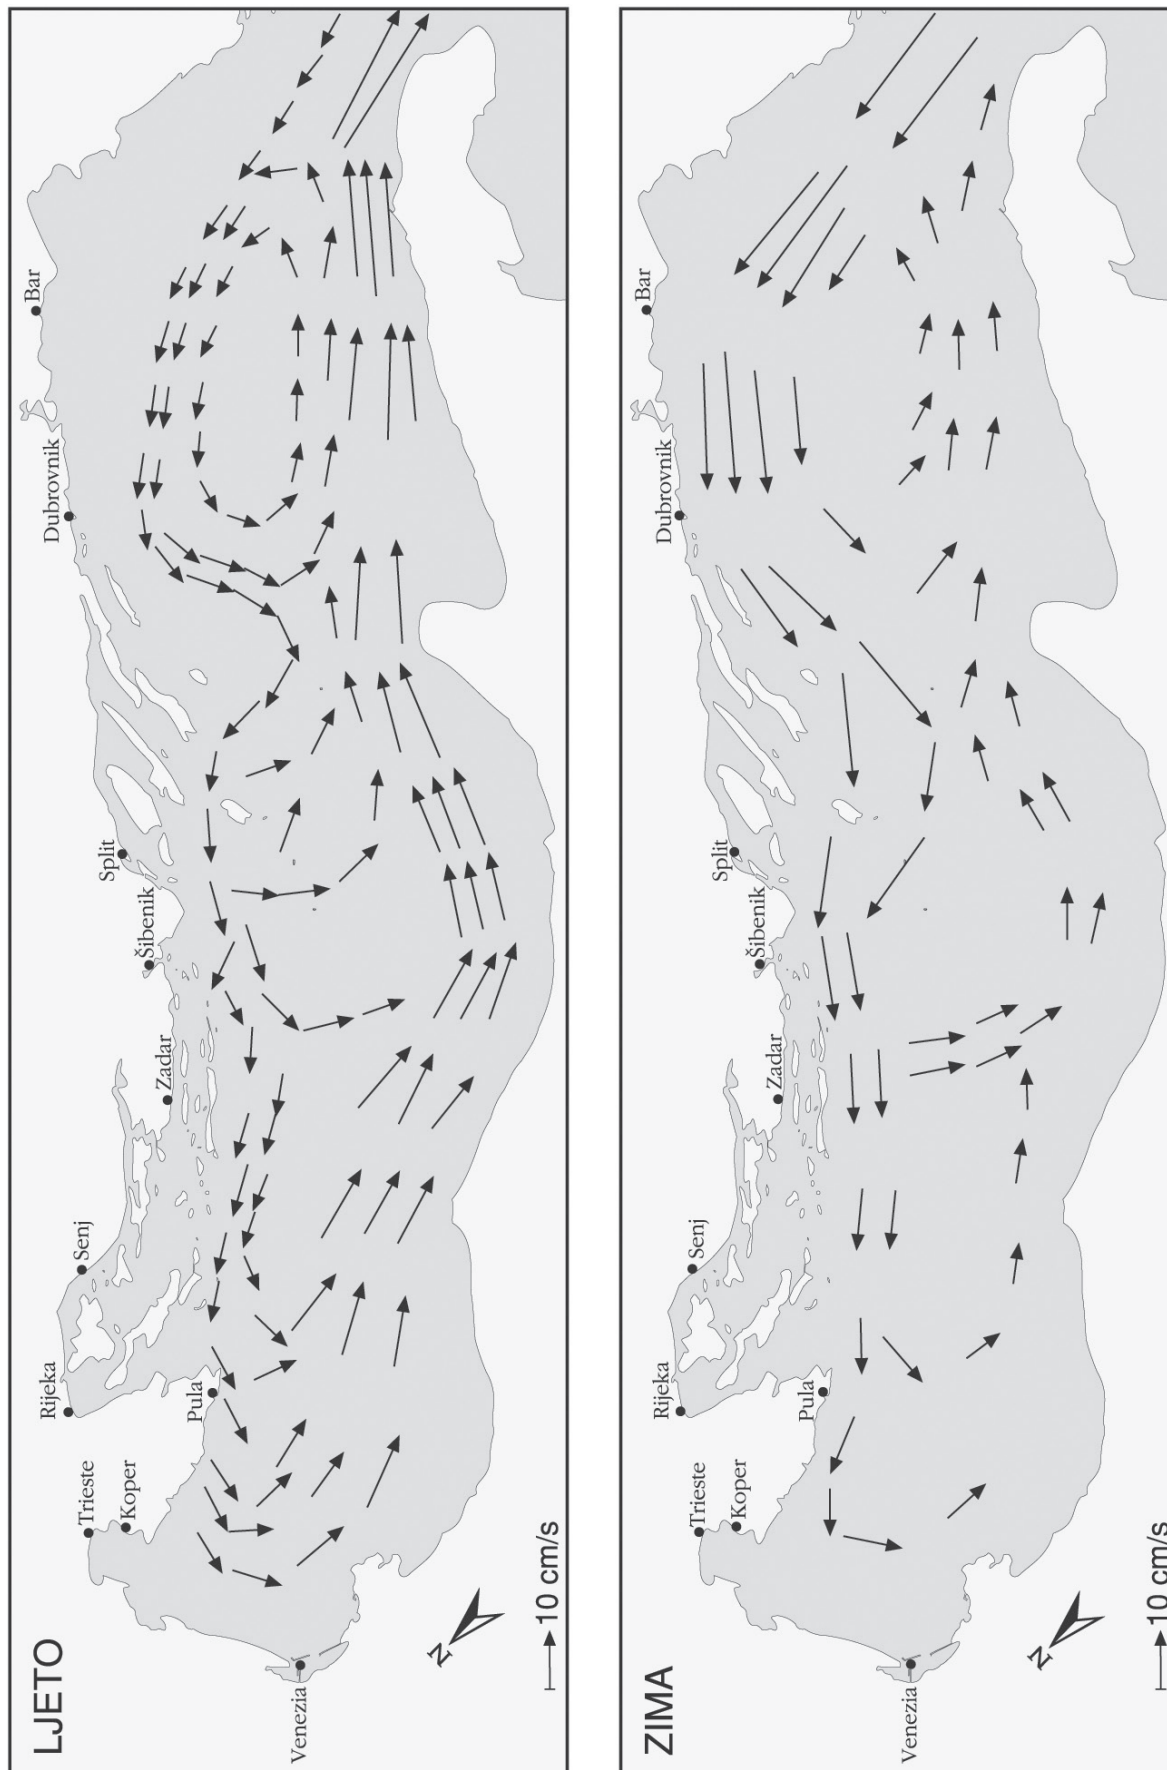 LJETO
Venezia
Trieste
Koper
Rijeka
Pula
Senj
Zadar
Šibenik
Split
Dubrovnik
Bar
N
10 cm/s
ZIMA
Venezia
Trieste
Koper
Rijeka
Pula
Senj
Zadar
Šibenik
Split
Dubrovnik
Bar
N
10 cm/s